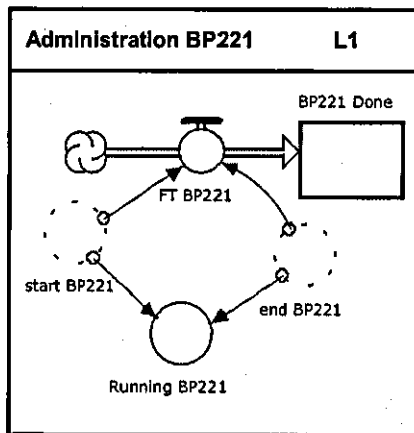 Administration BP221 L1
BP221 Done
FT BP221
start BP221
end BP221
Running BP221